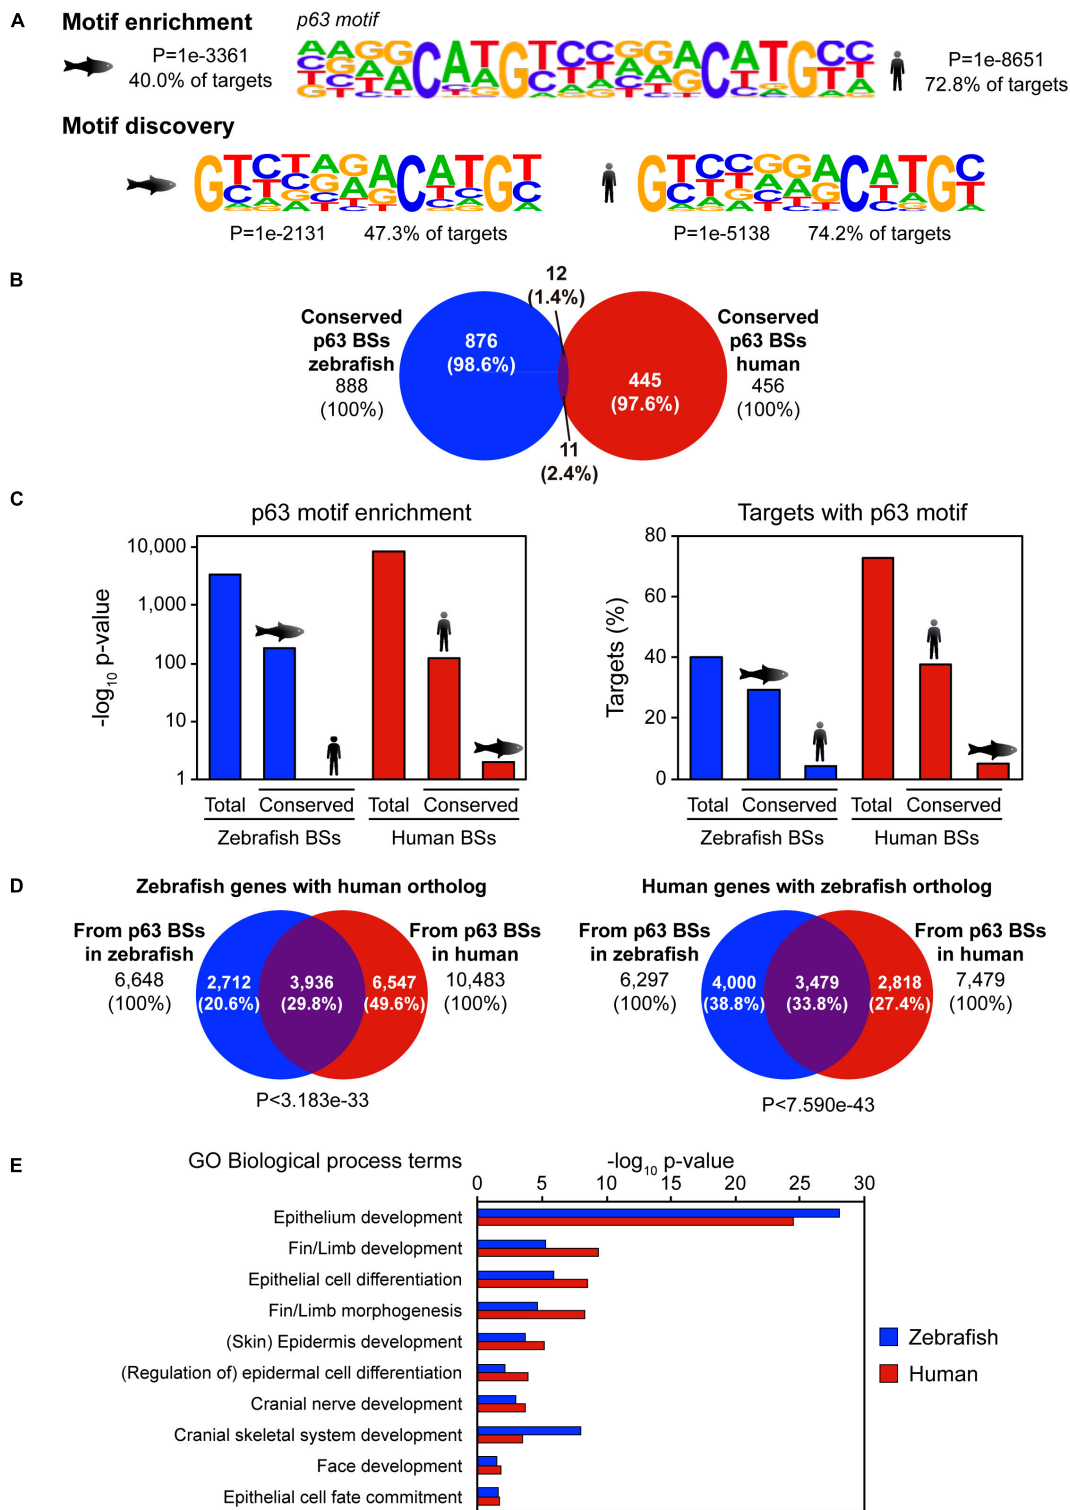 A
Motif enrichment
p63 motif
P=1e-3361
40.0% of targets
P=1e-8651
72.8% of targets
Motif discovery
P=1e-2131 47.3% of targets
P=1e-5138 74.2% of targets
B
12
(1.4%)
Conserved
p63 BSs
zebrafish
888
(100%)
876
(98.6%)
445
(97.6%)
Conserved
p63 BSs
human
456
(100%)
11
(2.4%)
C
p63 motif enrichment
-log10 p-value
10,000
1,000
100
10
1
Total Conserved Total Conserved
Zebrafish BSs Human BSs
Targets with p63 motif
Targets (%)
80
60
40
20
0
Total Conserved Total Conserved
Zebrafish BSs Human BSs
D
Zebrafish genes with human ortholog
From p63 BSs
in zebrafish
6,648
(100%)
2,712
(20.6%)
3,936
(29.8%)
6,547
(49.6%)
From p63 BSs
in human
10,483
(100%)
P<3.183e-33
Human genes with zebrafish ortholog
From p63 BSs
in zebrafish
6,297
(100%)
4,000
(38.8%)
3,479
(33.8%)
2,818
(27.4%)
From p63 BSs
in human
7,479
(100%)
P<7.590e-43
E
GO Biological process terms
-log10 p-value
0 5 10 15 20 25 30
Epithelium development
Fin/Limb development
Epithelial cell differentiation
Fin/Limb morphogenesis
(Skin) Epidermis development
(Regulation of) epidermal cell differentiation
Cranial nerve development
Cranial skeletal system development
Face development
Epithelial cell fate commitment
Zebrafish
Human